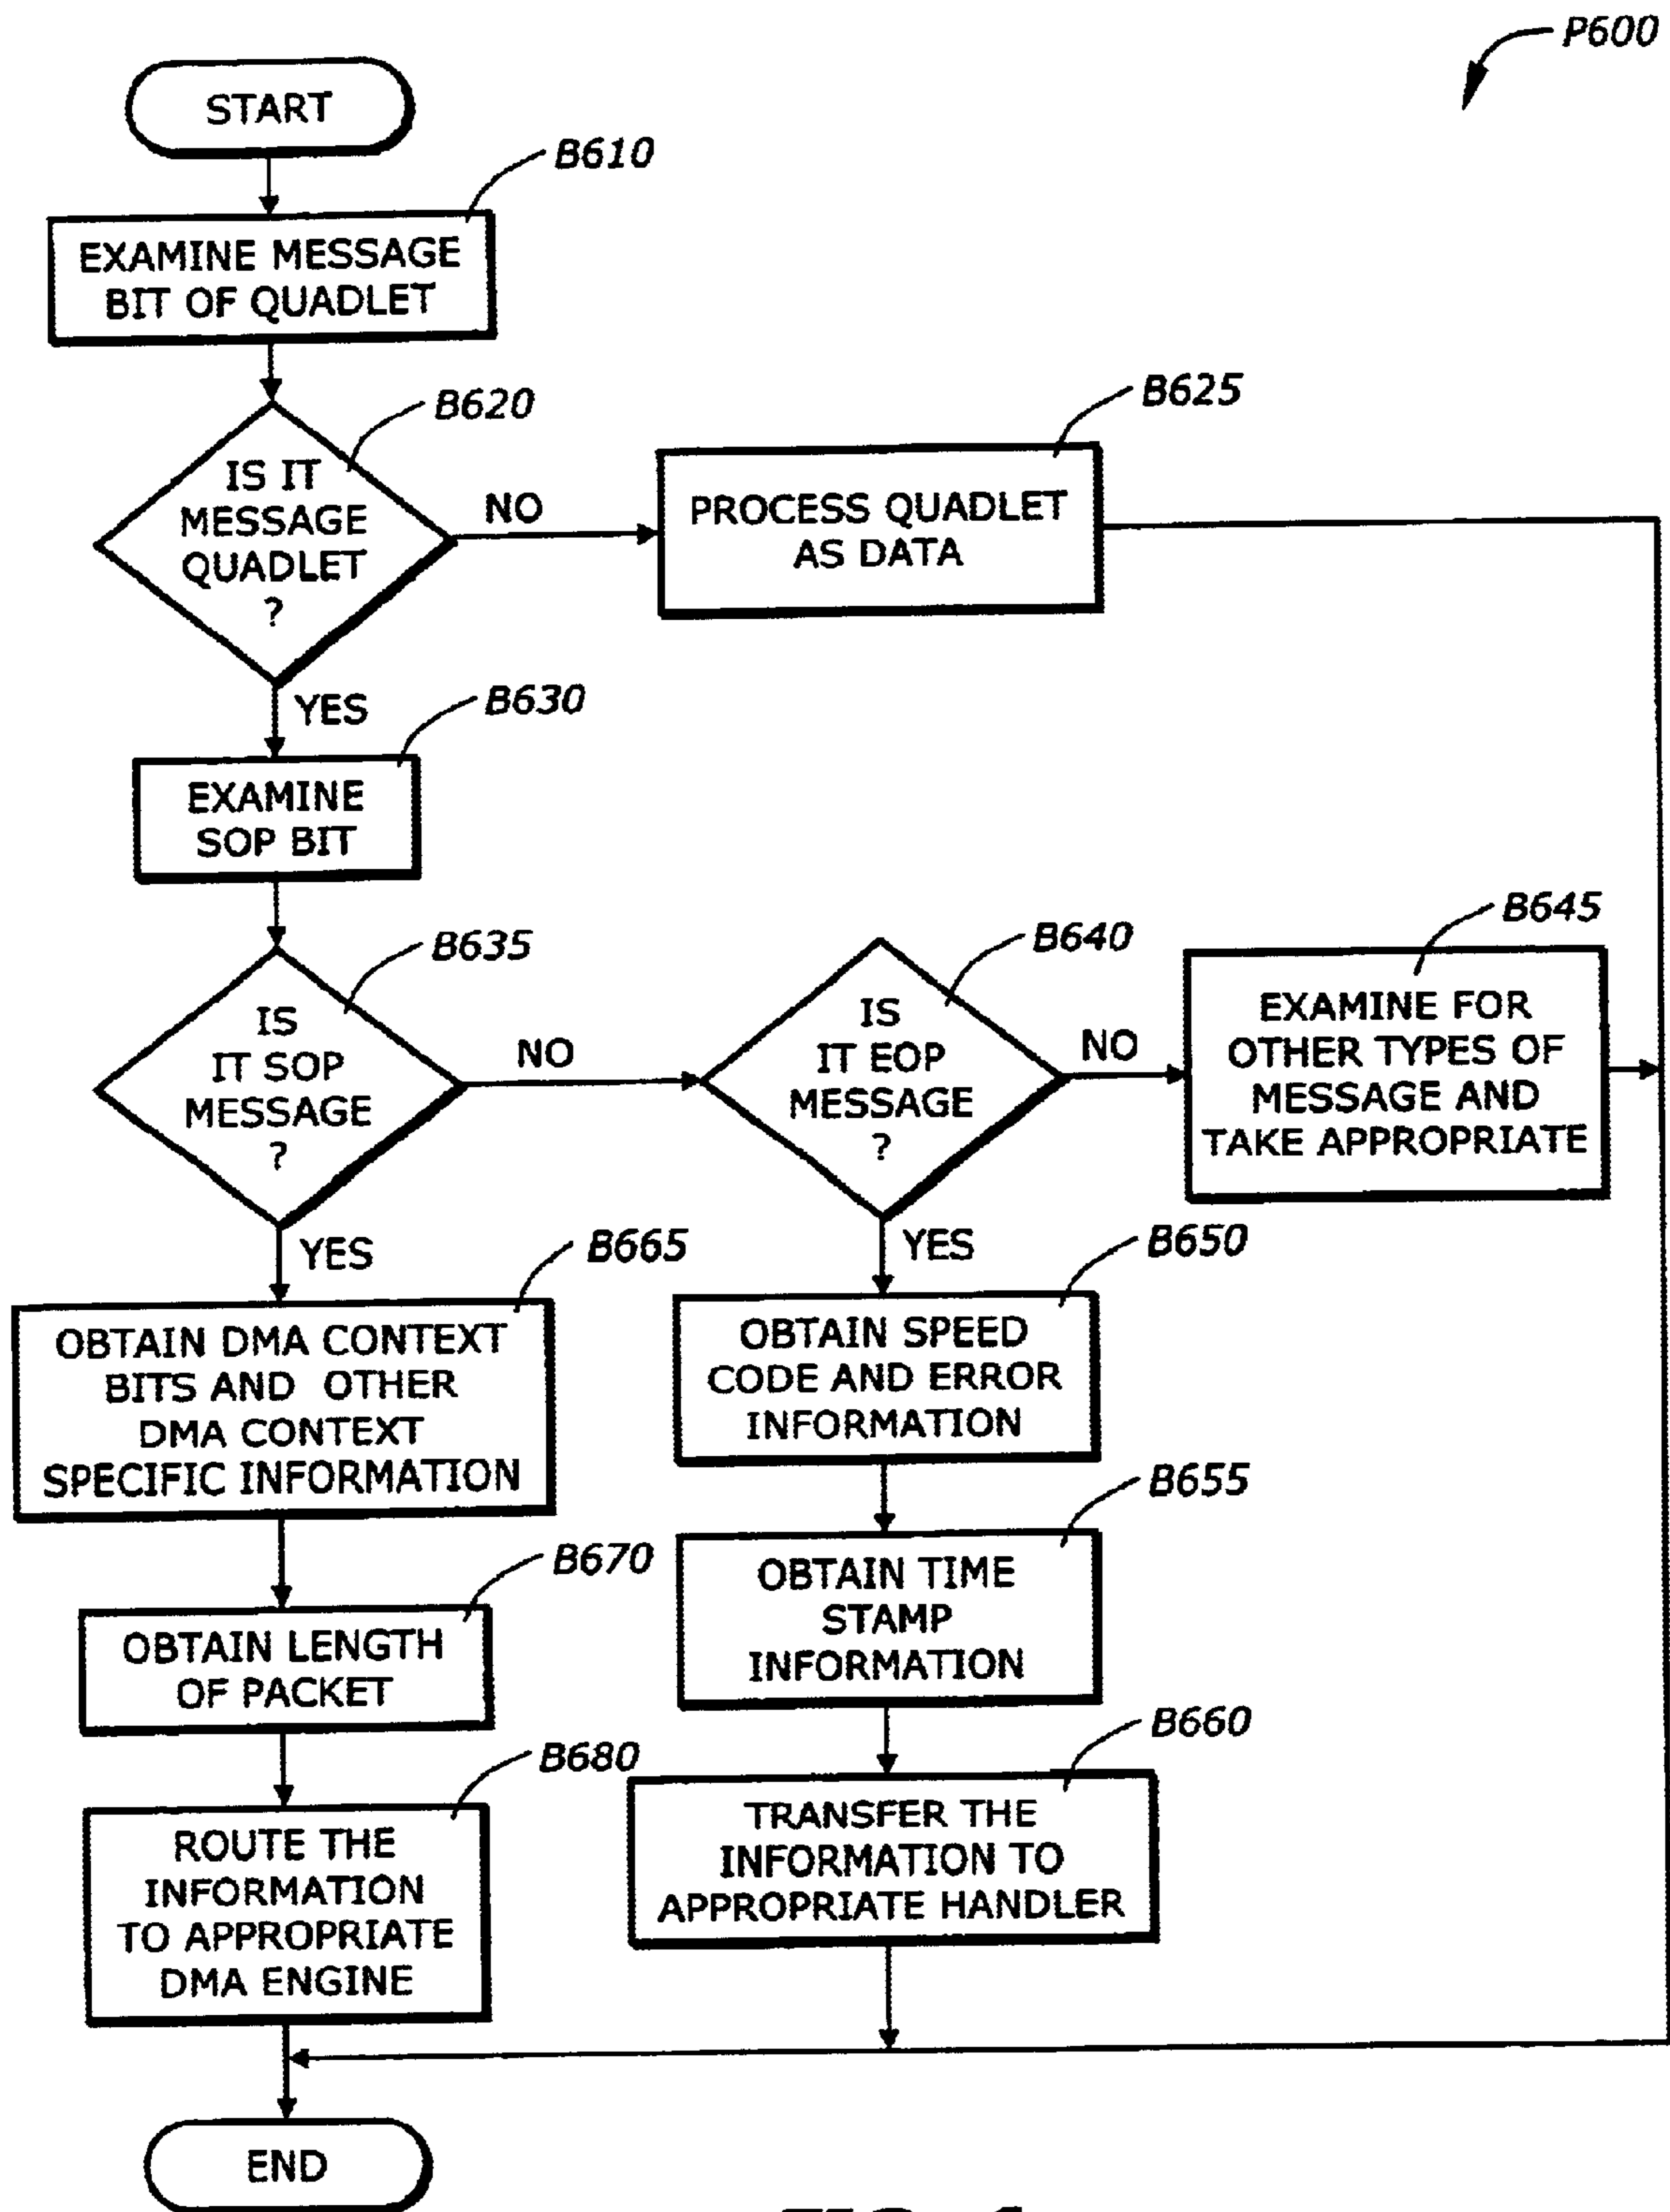 P600
START
B610
EXAMINE MESSAGE
BIT OF QUADLET
B620
IS IT
MESSAGE
QUADLET
?
NO
B625
PROCESS QUADLET
AS DATA
YES
B630
EXAMINE
SOP BIT
B635
IS
IT SOP
MESSAGE
?
NO
B640
IS
IT EOP
MESSAGE
?
NO
B645
EXAMINE FOR
OTHER TYPES OF
MESSAGE AND
TAKE APPROPRIATE
YES
B665
OBTAIN DMA CONTEXT
BITS AND OTHER
DMA CONTEXT
SPECIFIC INFORMATION
YES
B650
OBTAIN SPEED
CODE AND ERROR
INFORMATION
B655
OBTAIN TIME
STAMP
INFORMATION
B670
OBTAIN LENGTH
OF PACKET
B660
TRANSFER THE
INFORMATION TO
APPROPRIATE HANDLER
B680
ROUTE THE
INFORMATION
TO APPROPRIATE
DMA ENGINE
END